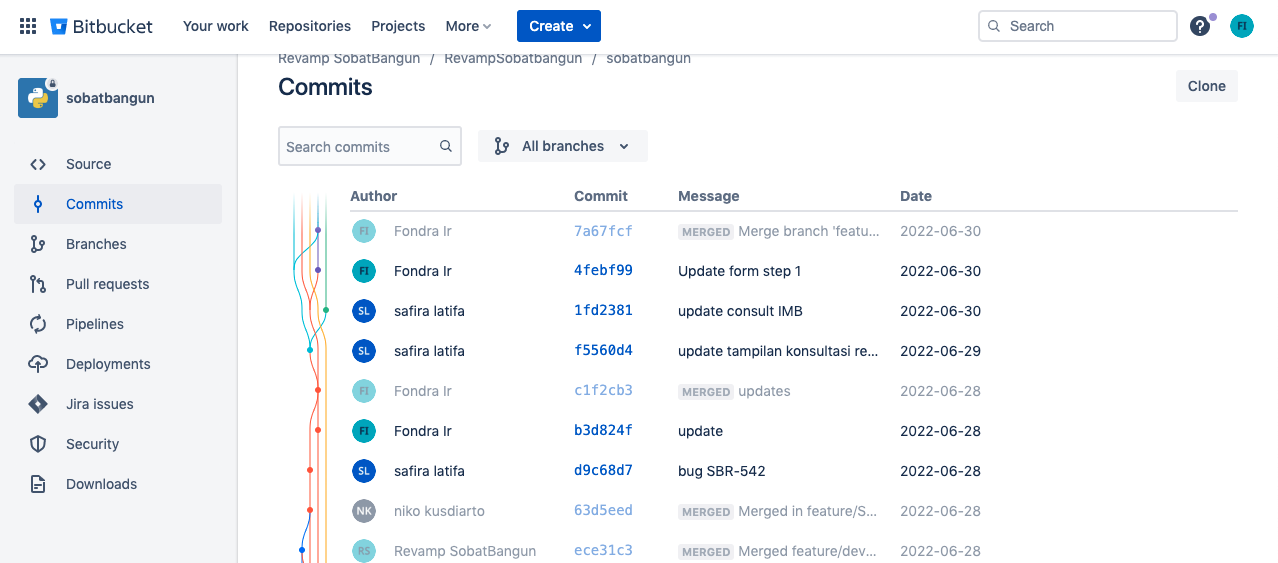 Bitbucket Your work Repositories Projects More Create Search FI
Revamp SobatBangun / RevampSobatbangun / sobatbangun
sobatbangun
Commits
Clone
Search commits All branches
Source
Commits
Branches
Pull requests
Pipelines
Deployments
Jira issues
Security
Downloads
Author Commit Message Date
FI Fondra Ir 7a67fcf MERGED Merge branch 'featu... 2022-06-30
FI Fondra Ir 4febf99 Update form step 1 2022-06-30
SL safira latifa 1fd2381 update consult IMB 2022-06-30
SL safira latifa f5560d4 update tampilan konsultasi re... 2022-06-29
FI Fondra Ir c1f2cb3 MERGED updates 2022-06-28
FI Fondra Ir b3d824f update 2022-06-28
SL safira latifa d9c68d7 bug SBR-542 2022-06-28
NK niko kusdiarto 63d5eed MERGED Merged in feature/S... 2022-06-28
RS Revamp SobatBangun ece31c3 MERGED Merged feature/dev... 2022-06-28